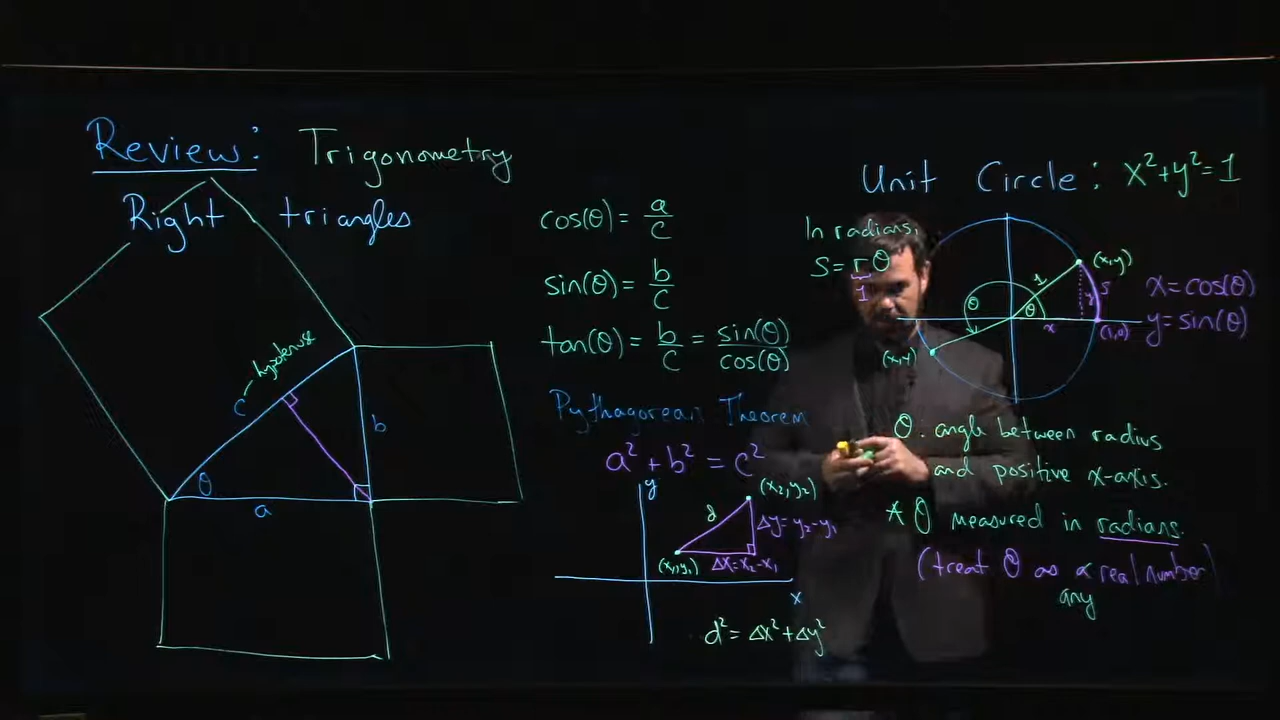 Review: Trigonometry
Right triangles
c
hypotenuse
b
θ
a
cos(θ) = a/c
sin(θ) = b/c
tan(θ) = b/c = sin(θ)/cos(θ)
Pythagorean Theorem
a² + b² = c²
y
(x₂,y₂)
d
Δy = y₂-y₁
(x₁,y₁)
Δx = x₂-x₁
x
d² = Δx² + Δy²
Unit Circle: x²+y²=1
In radians,
S = rθ
1
(x,y)
1
y
s
θ
θ
x
(1,0)
(x,y)
x = cos(θ)
y = sin(θ)
θ: angle between radius
and positive x-axis.
* θ measured in radians.
(treat θ as a real number)
any